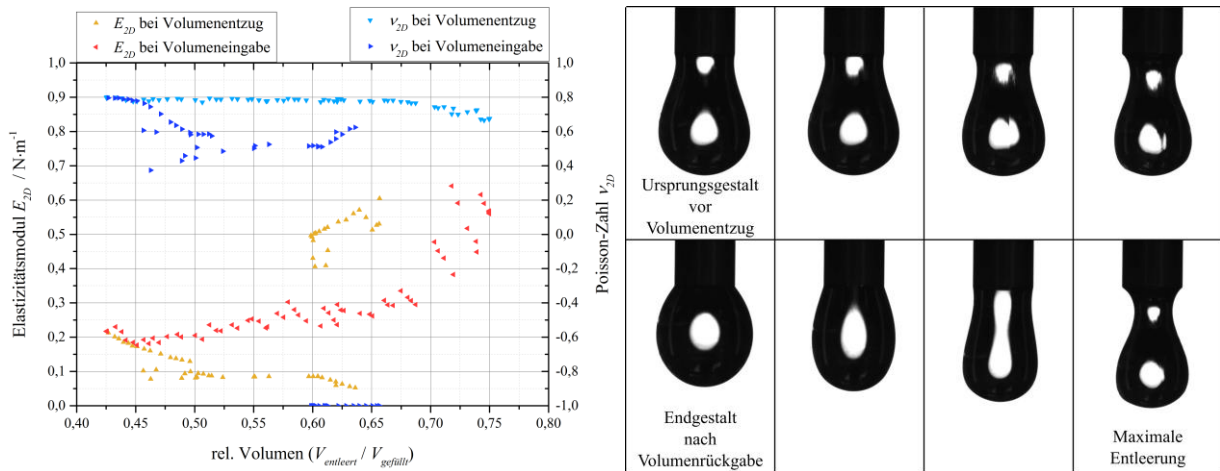 E2D bei Volumenentzug
E2D bei Volumeneingabe
ν2D bei Volumenentzug
ν2D bei Volumeneingabe
1,0
0,9
0,8
0,7
0,6
0,5
0,4
0,3
0,2
0,1
0,0
Elastizitätsmodul E2D / N·m-1
1,0
0,8
0,6
0,4
0,2
0,0
-0,2
-0,4
-0,6
-0,8
-1,0
Poisson-Zahl ν2D
0,40
0,45
0,50
0,55
0,60
0,65
0,70
0,75
0,80
rel. Volumen (Ventleert / Vgefüllt)
Ursprungsgestalt
vor
Volumenentzug
Endgestalt
nach
Volumenrückgabe
Maximale
Entleerung